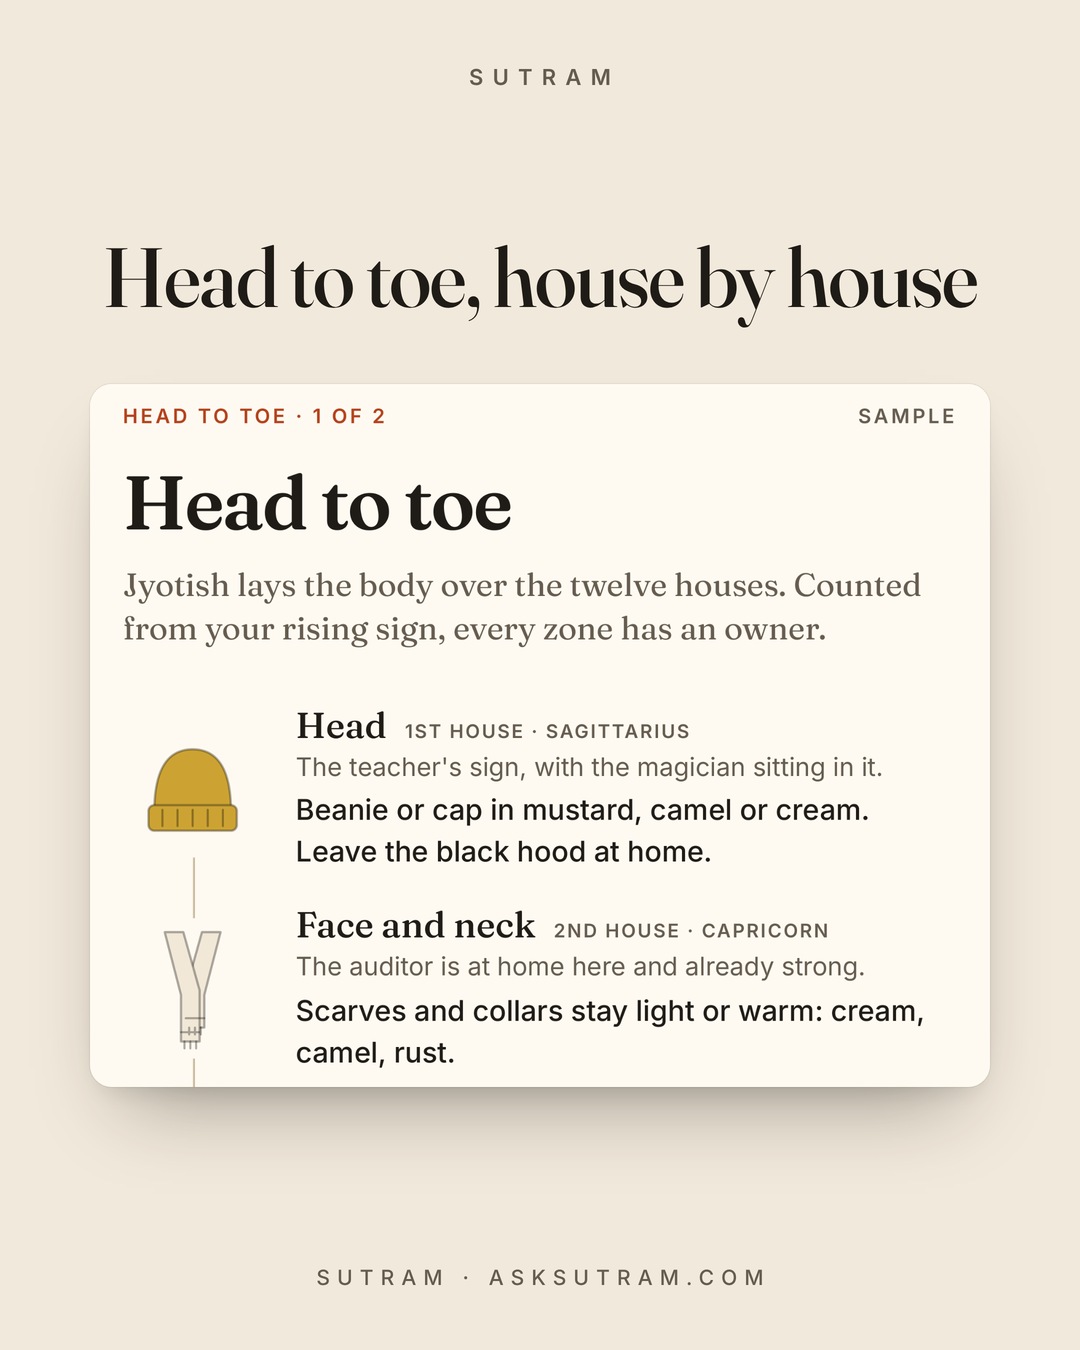 SUTRAM
Head to toe, house by house
HEAD TO TOE · 1 OF 2
SAMPLE
Head to toe
Jyotish lays the body over the twelve houses. Counted
from your rising sign, every zone has an owner.
Head 1ST HOUSE · SAGITTARIUS
The teacher's sign, with the magician sitting in it.
Beanie or cap in mustard, camel or cream.
Leave the black hood at home.
Face and neck 2ND HOUSE · CAPRICORN
The auditor is at home here and already strong.
Scarves and collars stay light or warm: cream,
camel, rust.
SUTRAM · ASKSUTRAM.COM